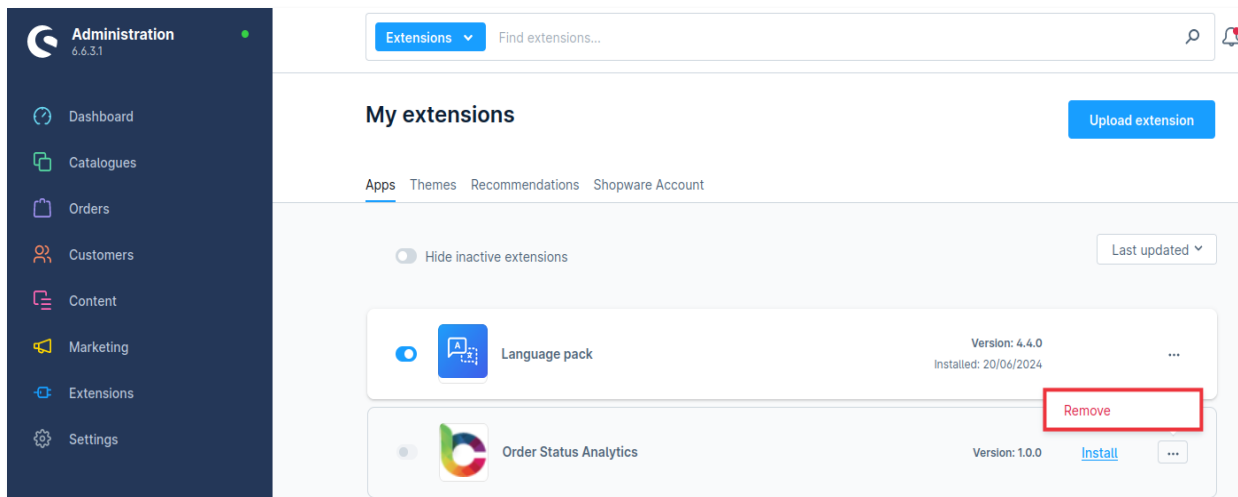 Administration
6.6.3.1
Dashboard
Catalogues
Orders
Customers
Content
Marketing
Extensions
Settings
Extensions Find extensions...
My extensions
Upload extension
Apps Themes Recommendations Shopware Account
Hide inactive extensions
Last updated
A
Language pack
Version: 4.4.0
Installed: 20/06/2024
...
Remove
Order Status Analytics
Version: 1.0.0
Install
...